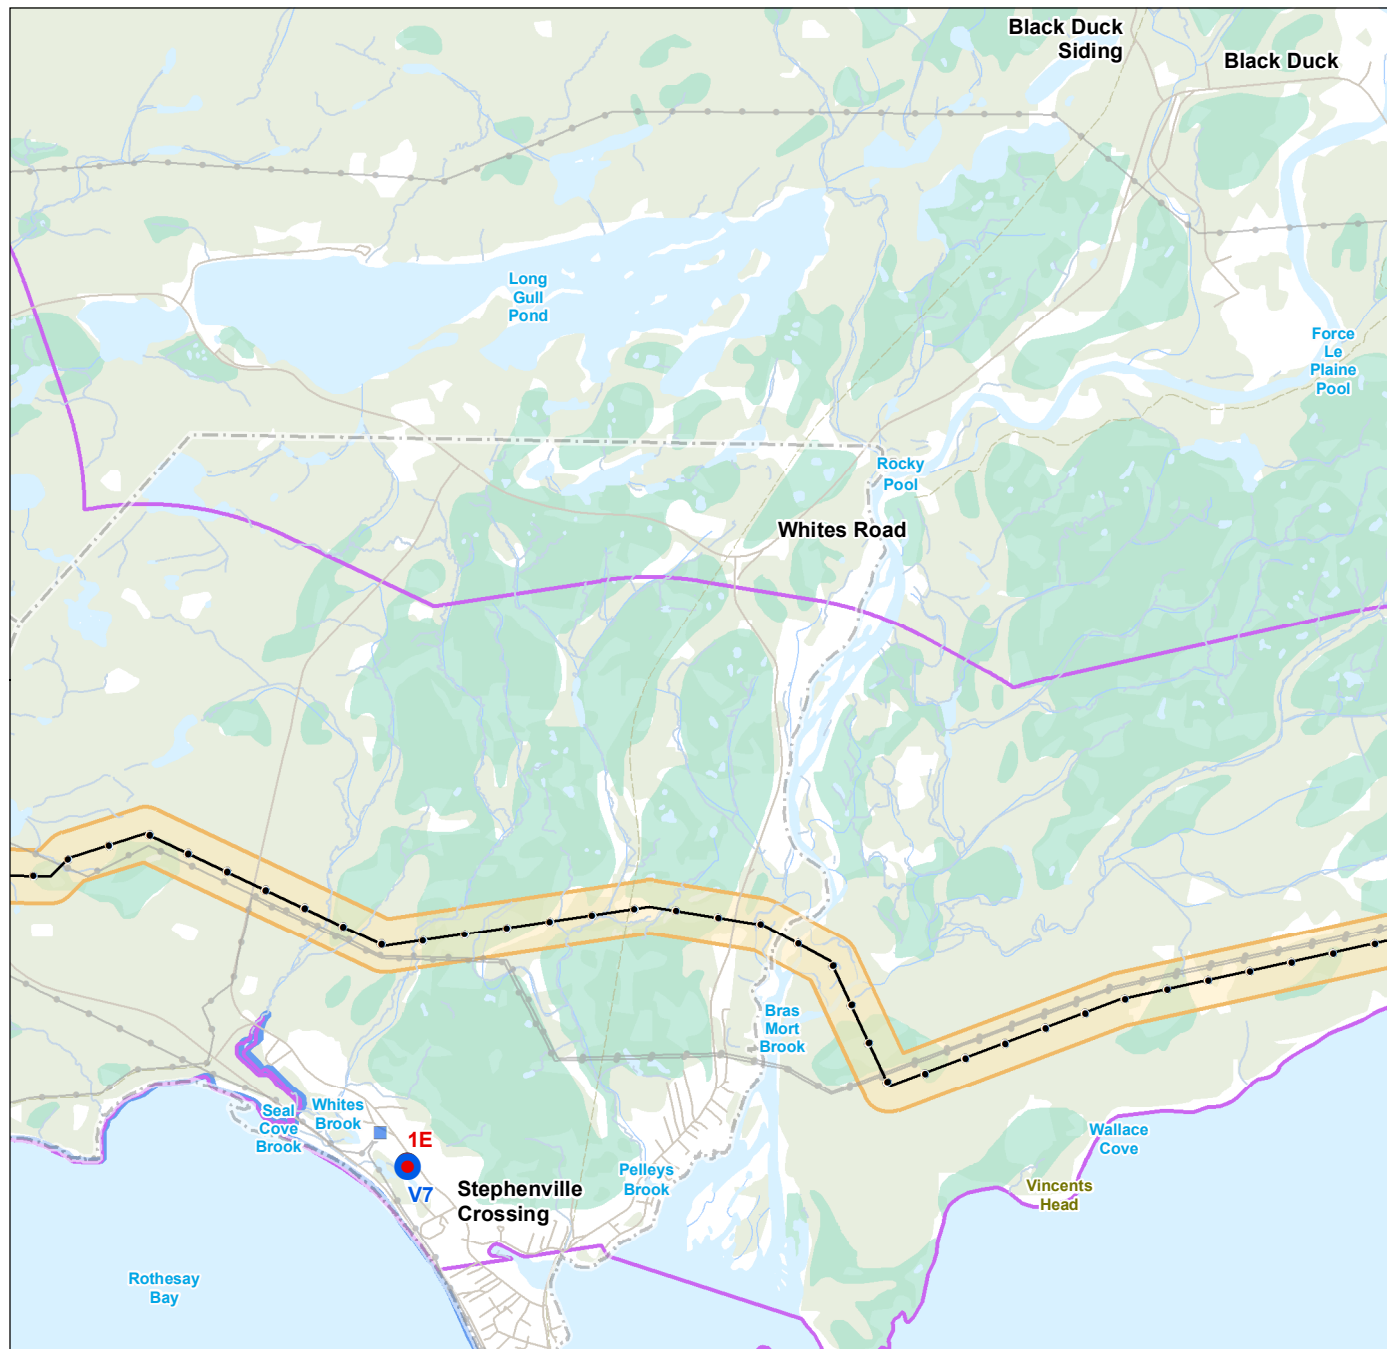 Black Duck
Siding
Black Duck
Long
Gull
Pond
Force
Le
Plaine
Pool
Rocky
Pool
Whites Road
Bras
Mort
Brook
Seal
Cove
Brook
Whites
Brook
1E
V7
Stephenville
Crossing
Pelleys
Brook
Wallace
Cove
Vincents
Head
Rothesay
Bay